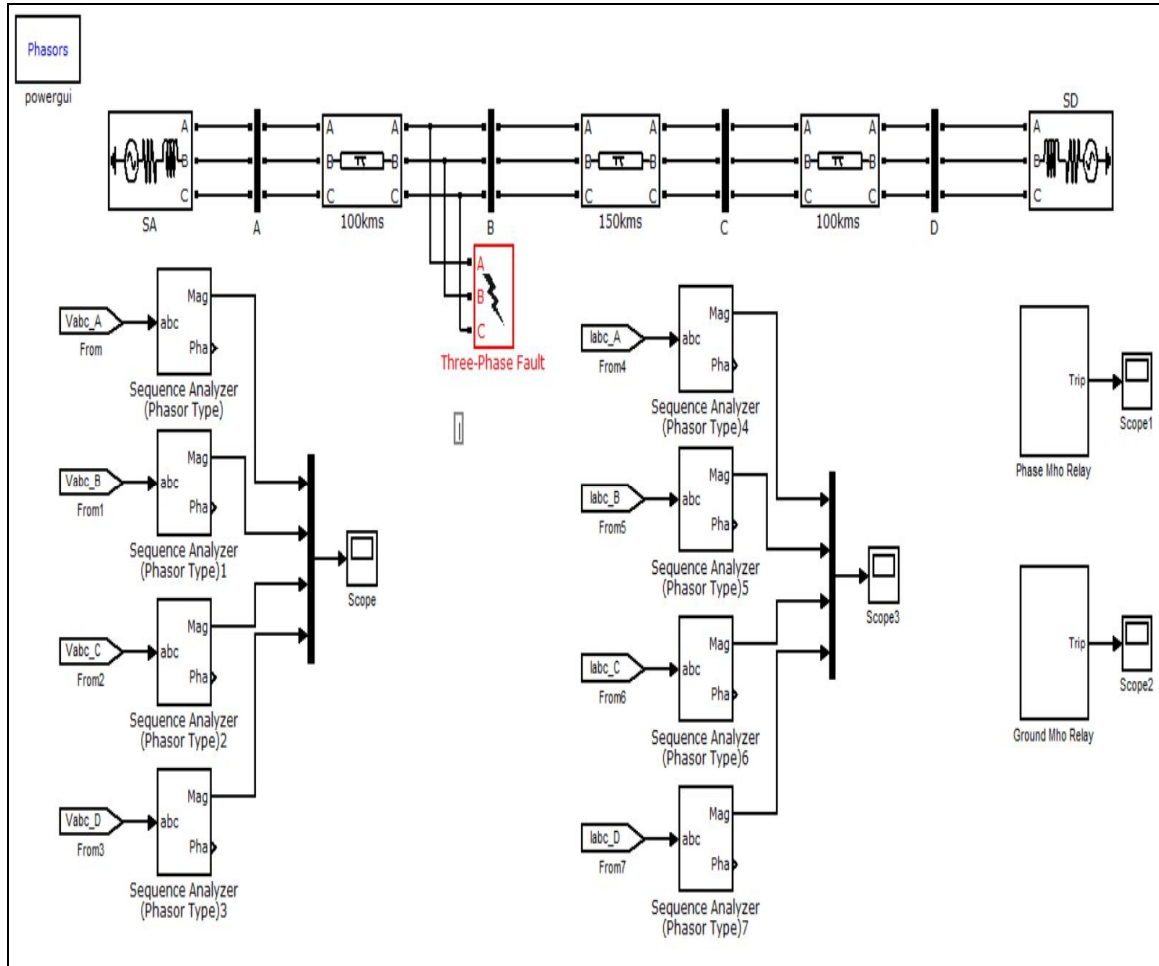 Phasors
powergui
SA
A
B
C
A
A
B
C
π
A
B
C
100kms
B
A
B
C
π
A
B
C
150kms
C
A
B
C
π
A
B
C
100kms
D
SD
A
B
C
A
B
C
Three-Phase Fault
Vabc_A
From
abc
Mag
Pha
Sequence Analyzer
(Phasor Type)
Vabc_B
From1
abc
Mag
Pha
Sequence Analyzer
(Phasor Type)1
Vabc_C
From2
abc
Mag
Pha
Sequence Analyzer
(Phasor Type)2
Vabc_D
From3
abc
Mag
Pha
Sequence Analyzer
(Phasor Type)3
Scope
Iabc_A
From4
abc
Mag
Pha
Sequence Analyzer
(Phasor Type)4
Iabc_B
From5
abc
Mag
Pha
Sequence Analyzer
(Phasor Type)5
Iabc_C
From6
abc
Mag
Pha
Sequence Analyzer
(Phasor Type)6
Iabc_D
From7
abc
Mag
Pha
Sequence Analyzer
(Phasor Type)7
Scope3
Trip
Scope1
Phase Mho Relay
Trip
Scope2
Ground Mho Relay